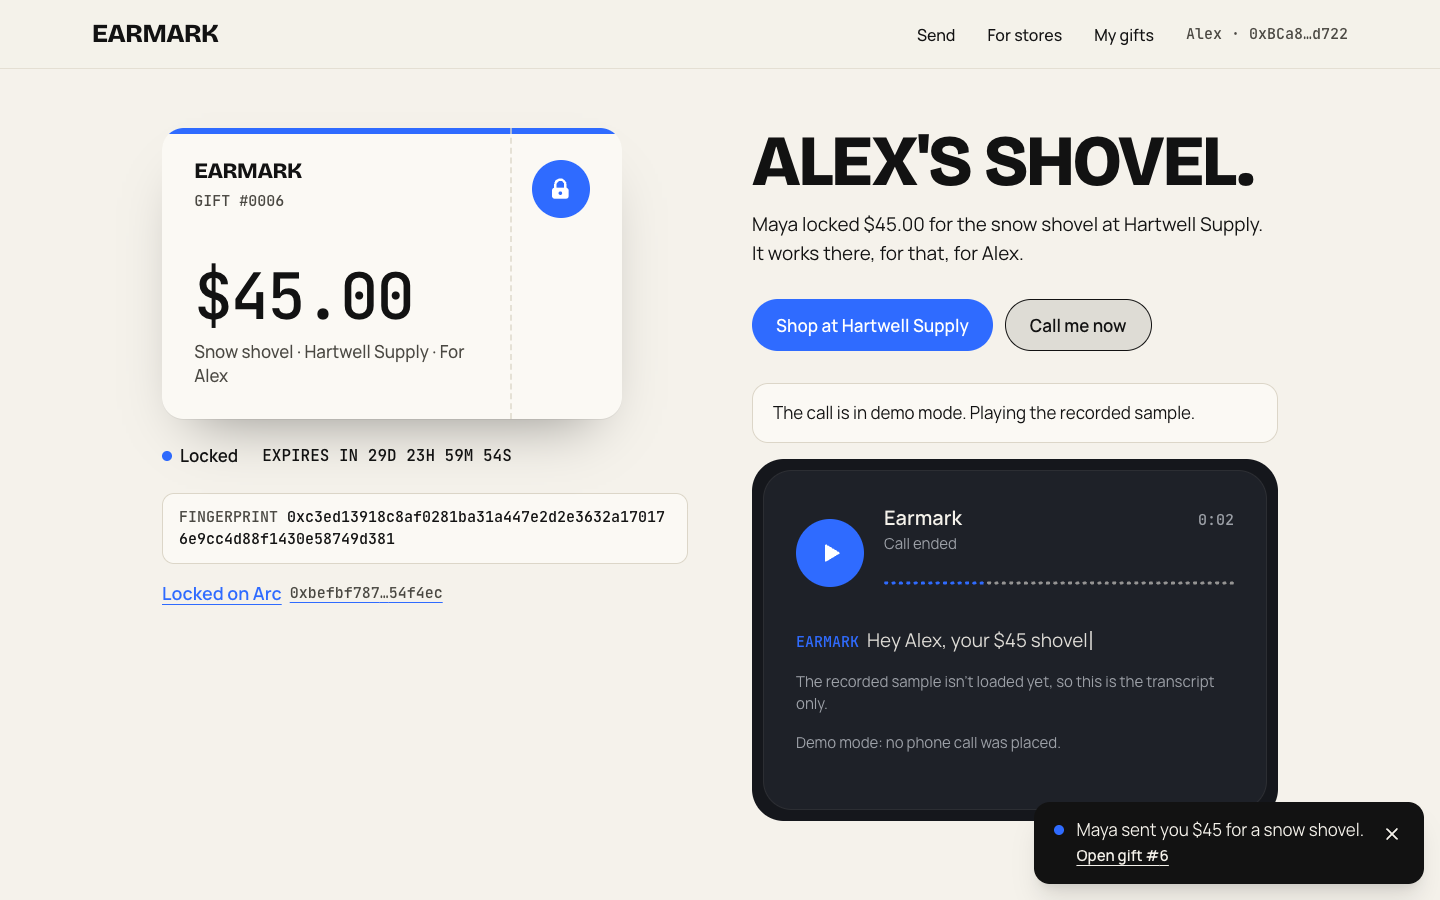 EARMARK
Send
For stores
My gifts
Alex · 0xBCa8…d722
EARMARK
GIFT #0006
$45.00
Snow shovel · Hartwell Supply · For
Alex
Locked
EXPIRES IN 29D 23H 59M 54S
FINGERPRINT 0xc3ed13918c8af0281ba31a447e2d2e3632a17017
6e9cc4d88f1430e58749d381
Locked on Arc 0xbefbf787…54f4ec
ALEX'S SHOVEL.
Maya locked $45.00 for the snow shovel at Hartwell Supply.
It works there, for that, for Alex.
Shop at Hartwell Supply
Call me now
The call is in demo mode. Playing the recorded sample.
Earmark
0:02
Call ended
EARMARK Hey Alex, your $45 shovel
The recorded sample isn't loaded yet, so this is the transcript
only.
Demo mode: no phone call was placed.
Maya sent you $45 for a snow shovel.
Open gift #6